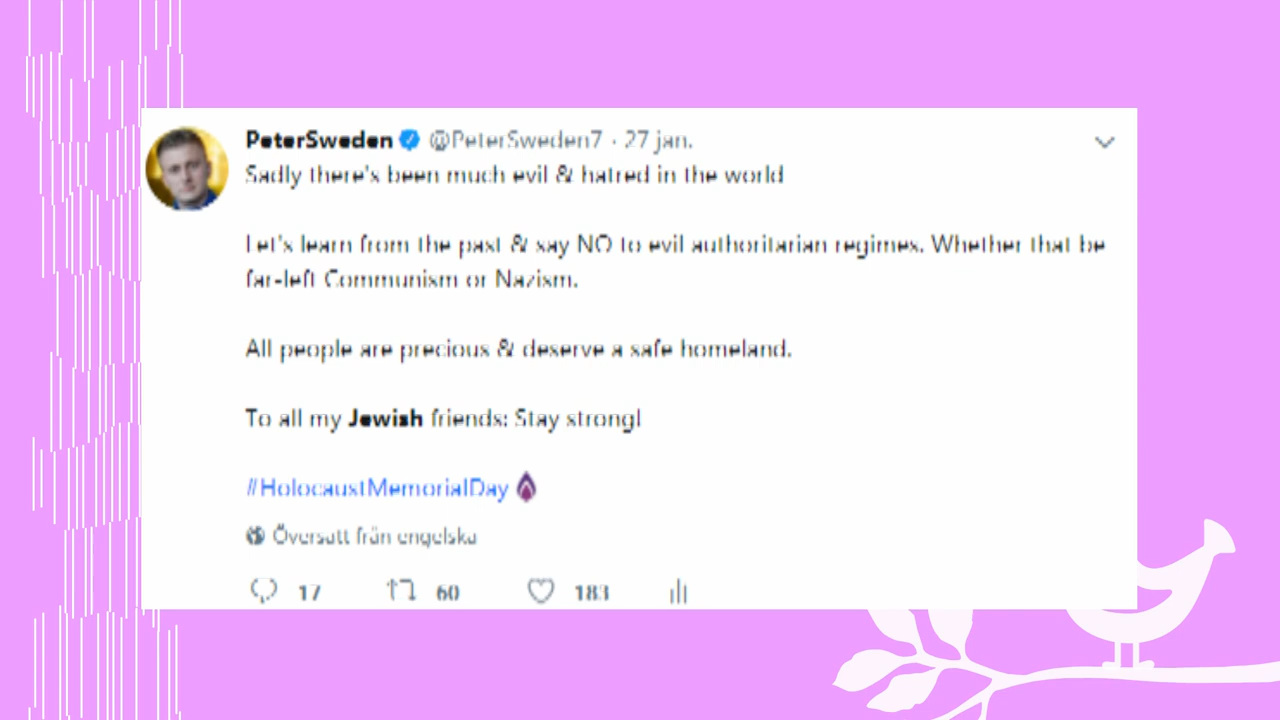 PeterSweden @PeterSweden7 · 27 jan.
Sadly there's been much evil & hatred in the world
Let's learn from the past & say NO to evil authoritarian regimes. Whether that be
far-left Communism or Nazism.
All people are precious & deserve a safe homeland.
To all my Jewish friends: Stay strong!
#HolocaustMemorialDay
Översatt från engelska
17 60 183